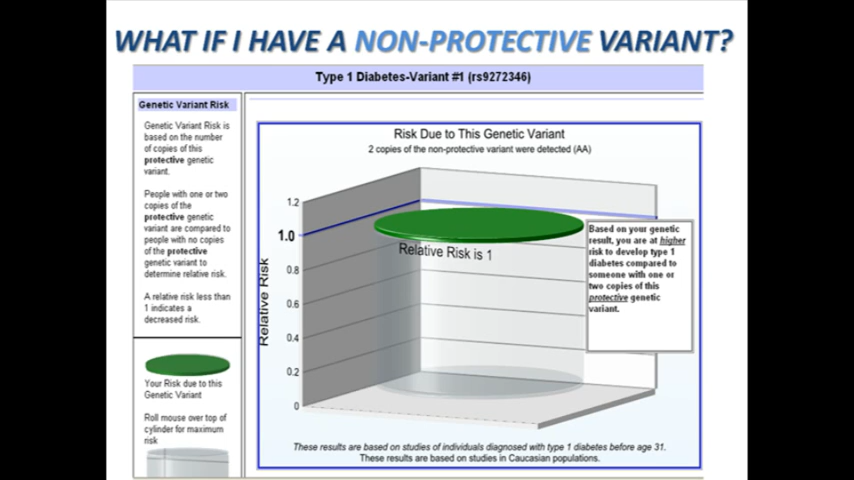 WHAT IF I HAVE A NON-PROTECTIVE VARIANT?
Type 1 Diabetes-Variant #1 (rs9272346)
Genetic Variant Risk
Genetic Variant Risk is
based on the number
of copies of this
protective genetic
variant.
People with one or two
copies of the
protective genetic
variant are compared to
people with no copies
of the protective
genetic variant to
determine relative risk.
A relative risk less than
1 indicates a
decreased risk.
Your Risk due to this
Genetic Variant
Roll mouse over top of
cylinder for maximum
risk
Risk Due to This Genetic Variant
2 copies of the non-protective variant were detected (AA)
Relative Risk
1.2
1.0
0.8
0.6
0.4
0.2
0
Relative Risk is 1
Based on your genetic
result, you are at higher
risk to develop type 1
diabetes compared to
someone with one or
two copies of this
protective genetic
variant.
These results are based on studies of individuals diagnosed with type 1 diabetes before age 31.
These results are based on studies in Caucasian populations.